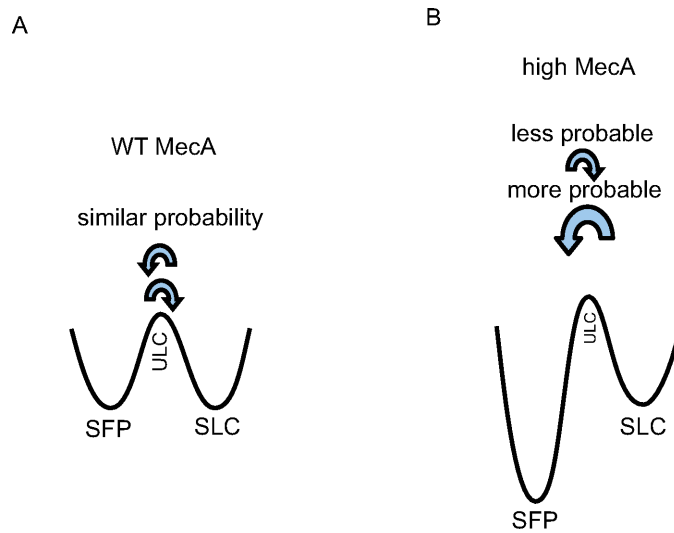 A
WT MecA
similar probability
ULC
SFP
SLC
B
high MecA
less probable
more probable
ULC
SLC
SFP